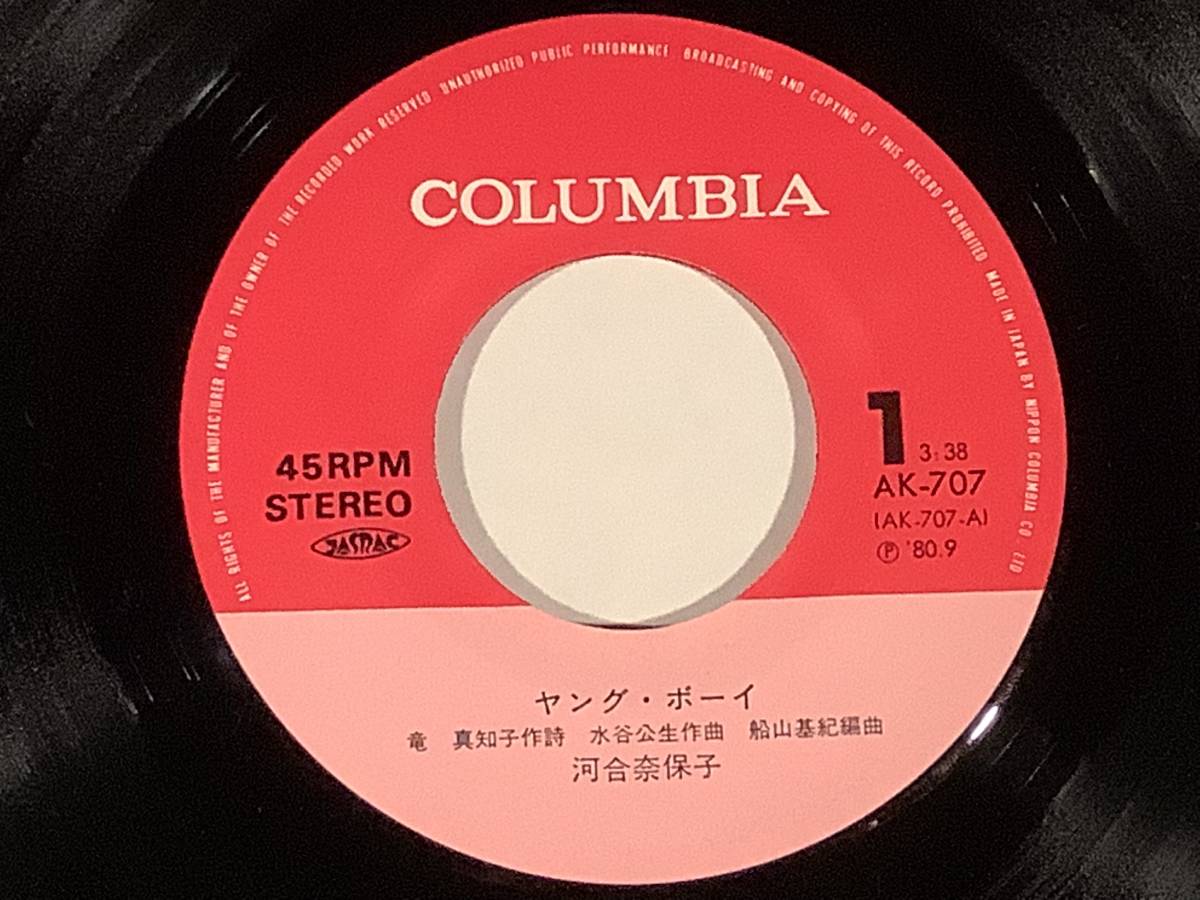 ALL RIGHTS OF THE MANUFACTURER AND OF THE OWNER OF THE RECORDED WORK RESERVED UNAUTHORIZED PUBLIC PERFORMANCE BROADCASTING AND COPYING OF THIS RECORD PROHIBITED MADE IN JAPAN BY NIPPON COLUMBIA CO. LTD
COLUMBIA
45RPM
STEREO
JASRAC
1 3:38
AK-707
(AK-707-A)
Ⓟ '80.9
ヤング・ボーイ
竜 真知子作詩 水谷公生作曲 船山基紀編曲
河合奈保子